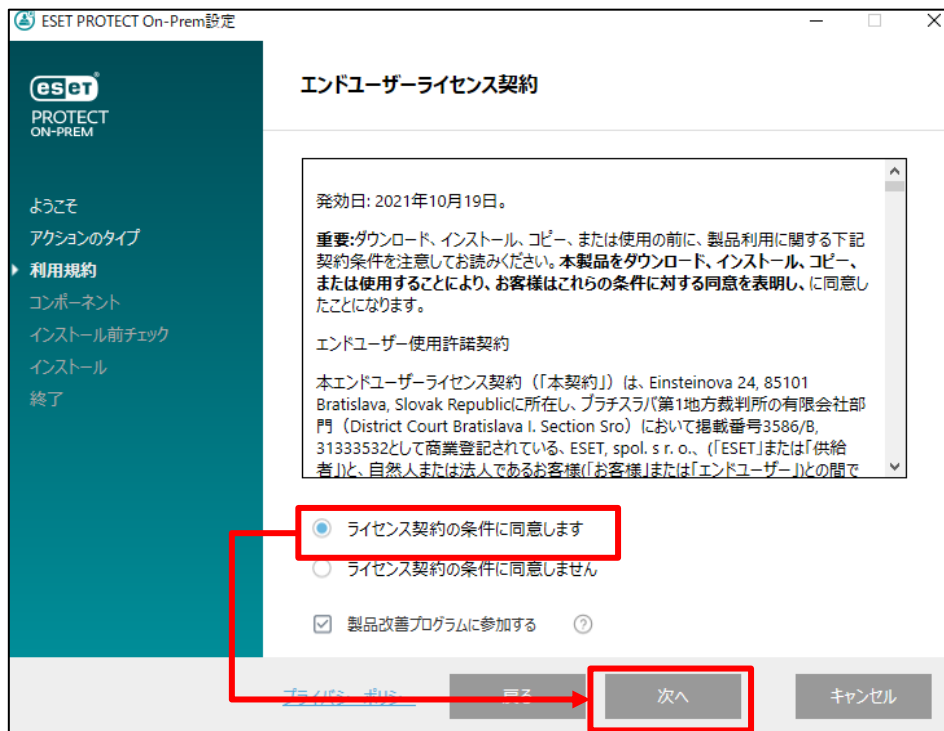 ESET PROTECT On-Prem設定
eset
PROTECT
ON-PREM
ようこそ
アクションのタイプ
利用規約
コンポーネント
インストール前チェック
インストール
終了
エンドユーザーライセンス契約
発効日: 2021年10月19日。
重要:ダウンロード、インストール、コピー、または使用の前に、製品利用に関する下記
契約条件を注意してお読みください。本製品をダウンロード、インストール、コピー、
または使用することにより、お客様はこれらの条件に対する同意を表明し、に同意し
たことになります。
エンドユーザー使用許諾契約
本エンドユーザーライセンス契約（「本契約」）は、Einsteinova 24, 85101
Bratislava, Slovak Republicに所在し、ブラチスラバ第1地方裁判所の有限会社部
門（District Court Bratislava I. Section Sro）において掲載番号3586/B,
31333532として商業登記されている、ESET, spol. s r. o.、(「ESET」または「供給
者」)と、自然人または法人であるお客様(「お客様」または「エンドユーザー」)との間で
ライセンス契約の条件に同意します
ライセンス契約の条件に同意しません
製品改善プログラムに参加する
プライバシーポリシー
戻る
次へ
キャンセル